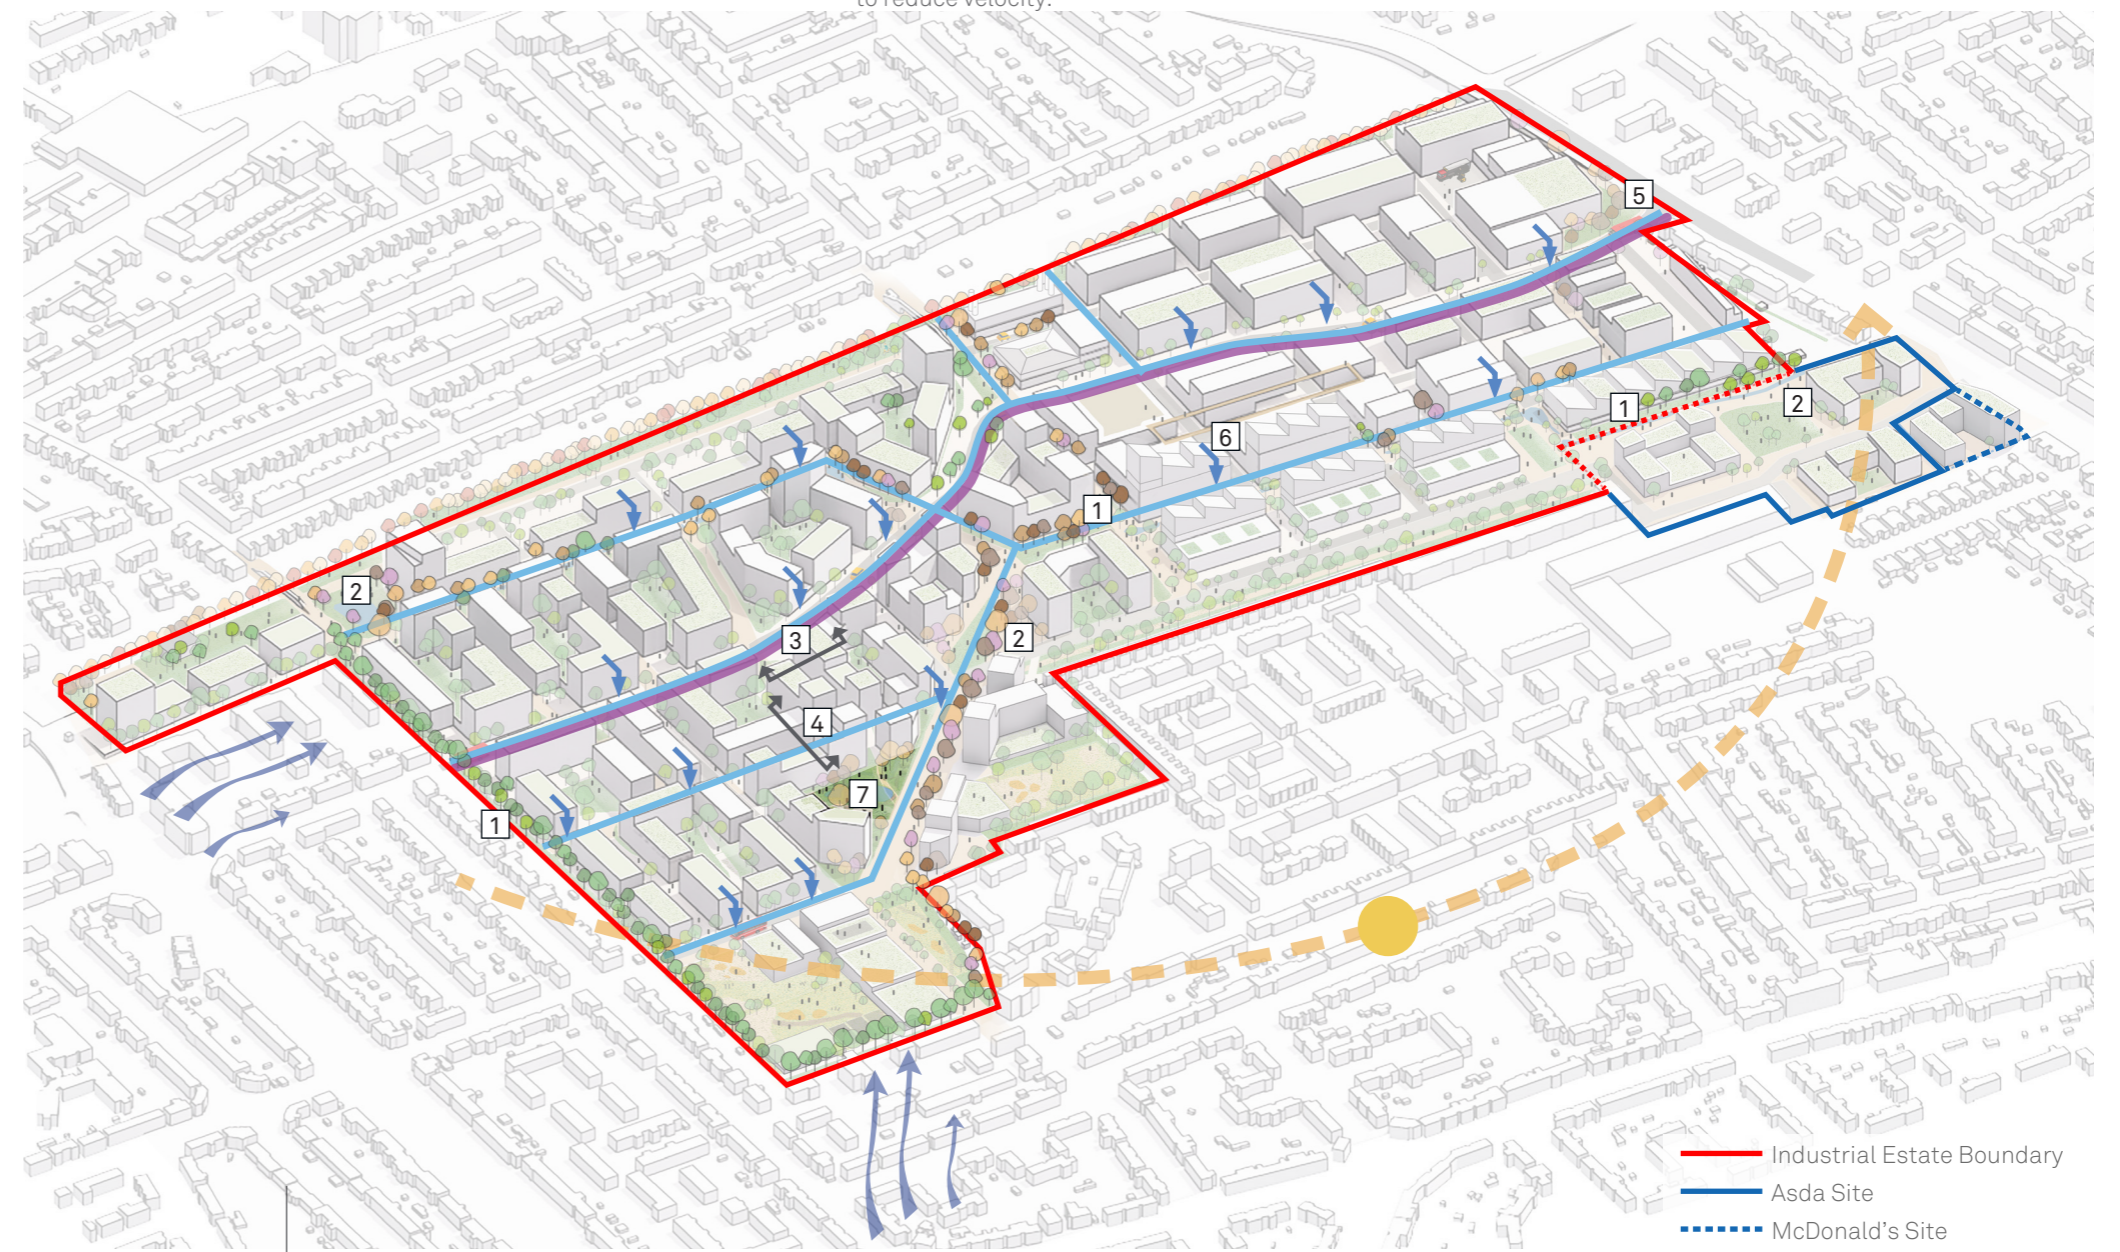 to reduce velocity.
5
1
2
6
1
2
3
2
4
7
1
Industrial Estate Boundary
Asda Site
McDonald's Site